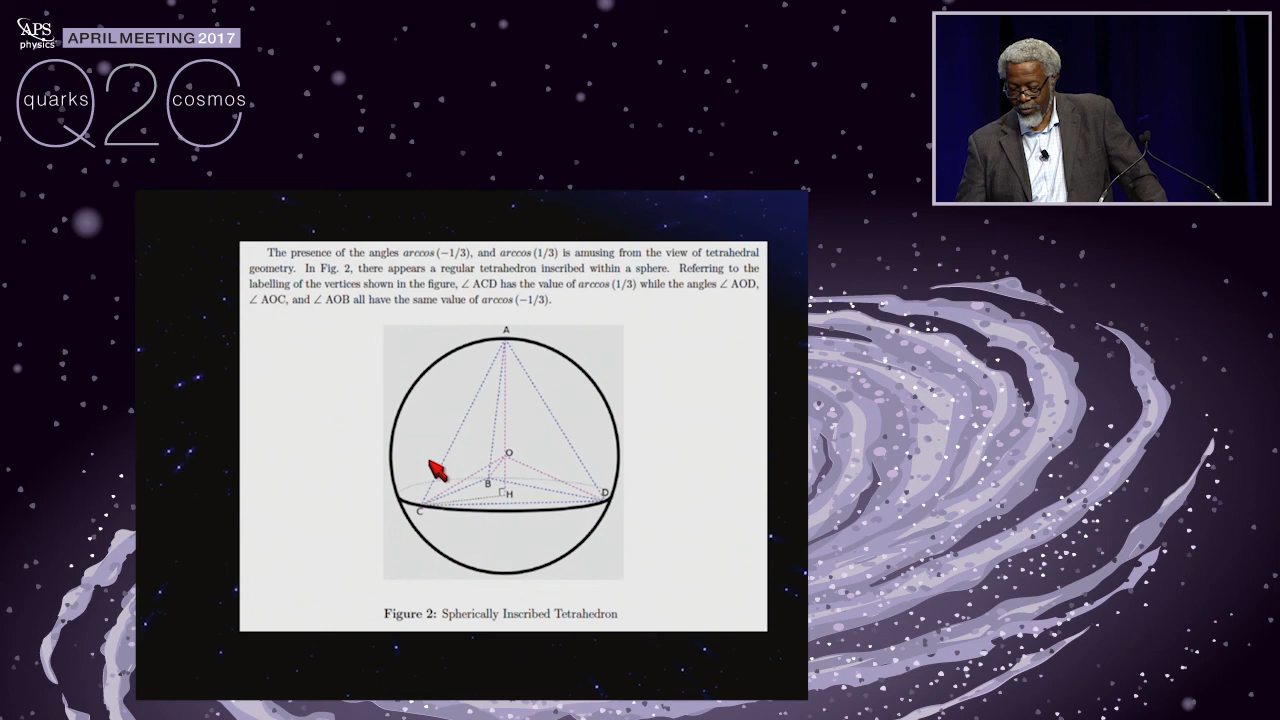 APS
physics
APRIL MEETING 2017
Q2C
quarks
cosmos
The presence of the angles arccos (−1/3), and arccos (1/3) is amusing from the view of tetrahedral
geometry. In Fig. 2, there appears a regular tetrahedron inscribed within a sphere. Referring to the
labelling of the vertices shown in the figure, ∠ ACD has the value of arccos (1/3) while the angles ∠ AOD,
∠ AOC, and ∠ AOB all have the same value of arccos (−1/3).
A
O
B
H
D
C
Figure 2: Spherically Inscribed Tetrahedron